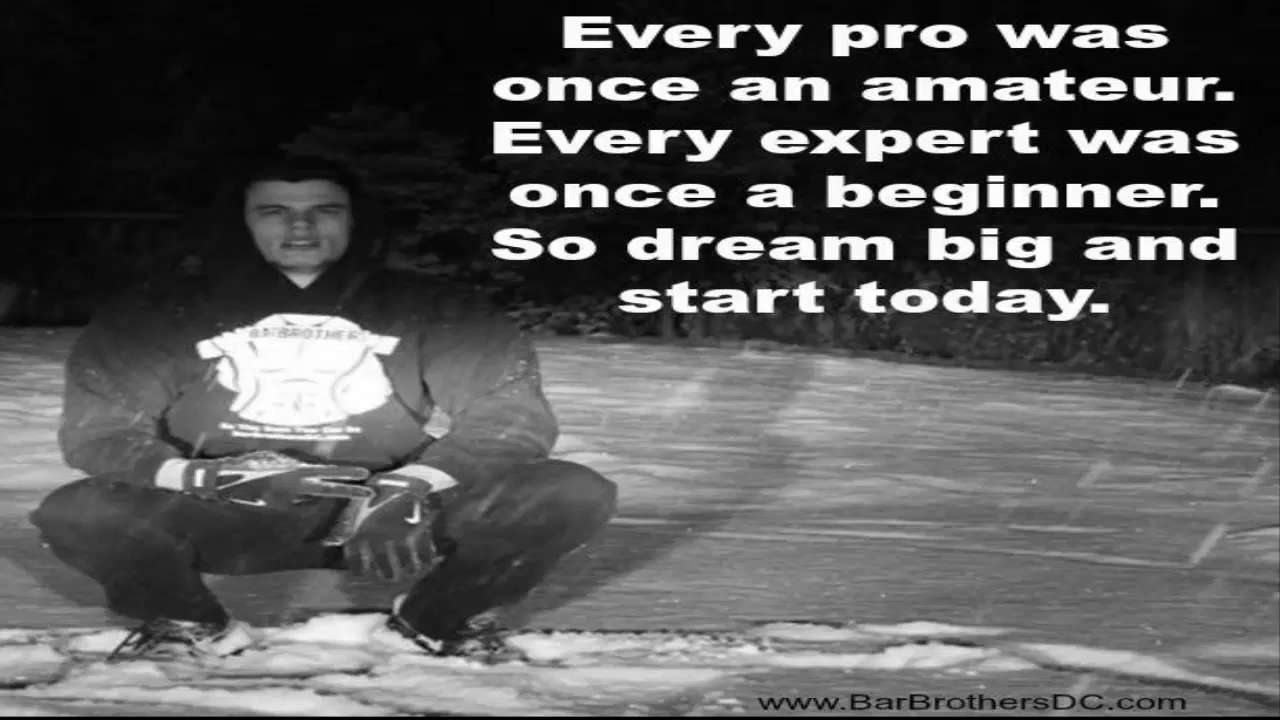 Every pro was
once an amateur.
Every expert was
once a beginner.
So dream big and
start today.
BARBROTHERS
www.BarBrothersDC.com